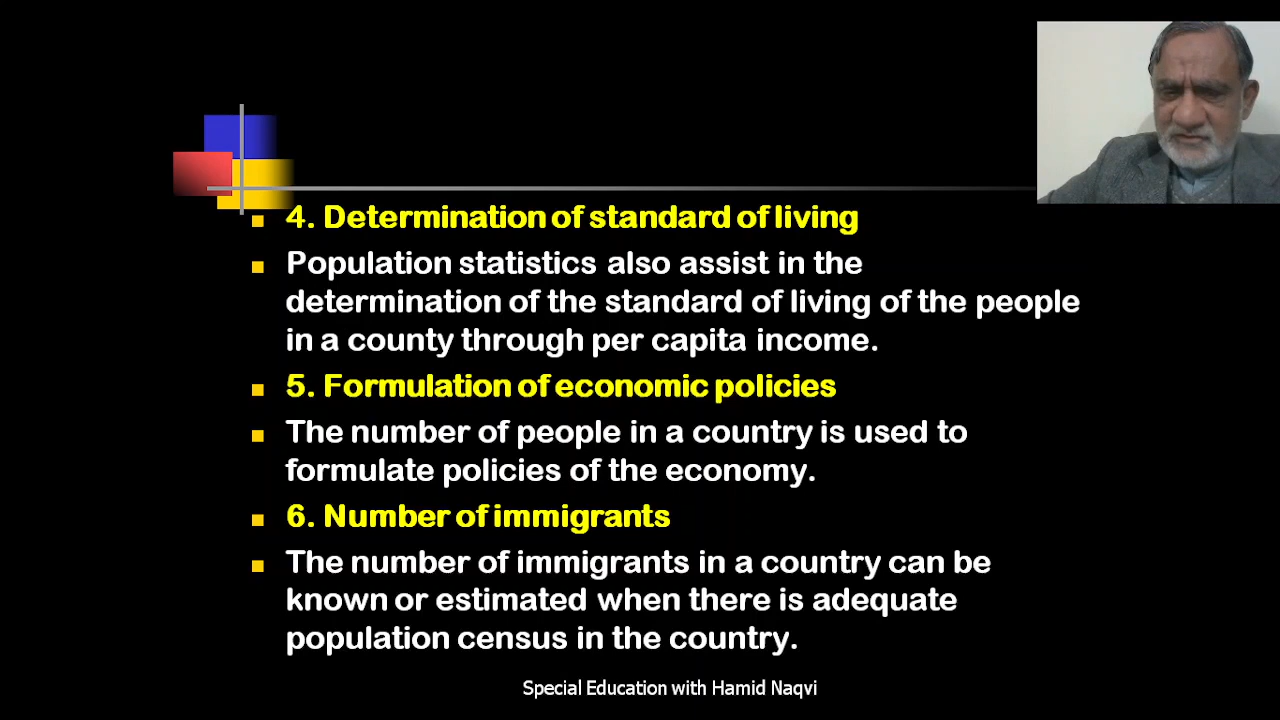 4. Determination of standard of living
Population statistics also assist in the
determination of the standard of living of the people
in a county through per capita income.
5. Formulation of economic policies
The number of people in a country is used to
formulate policies of the economy.
6. Number of immigrants
The number of immigrants in a country can be
known or estimated when there is adequate
population census in the country.
Special Education with Hamid Naqvi